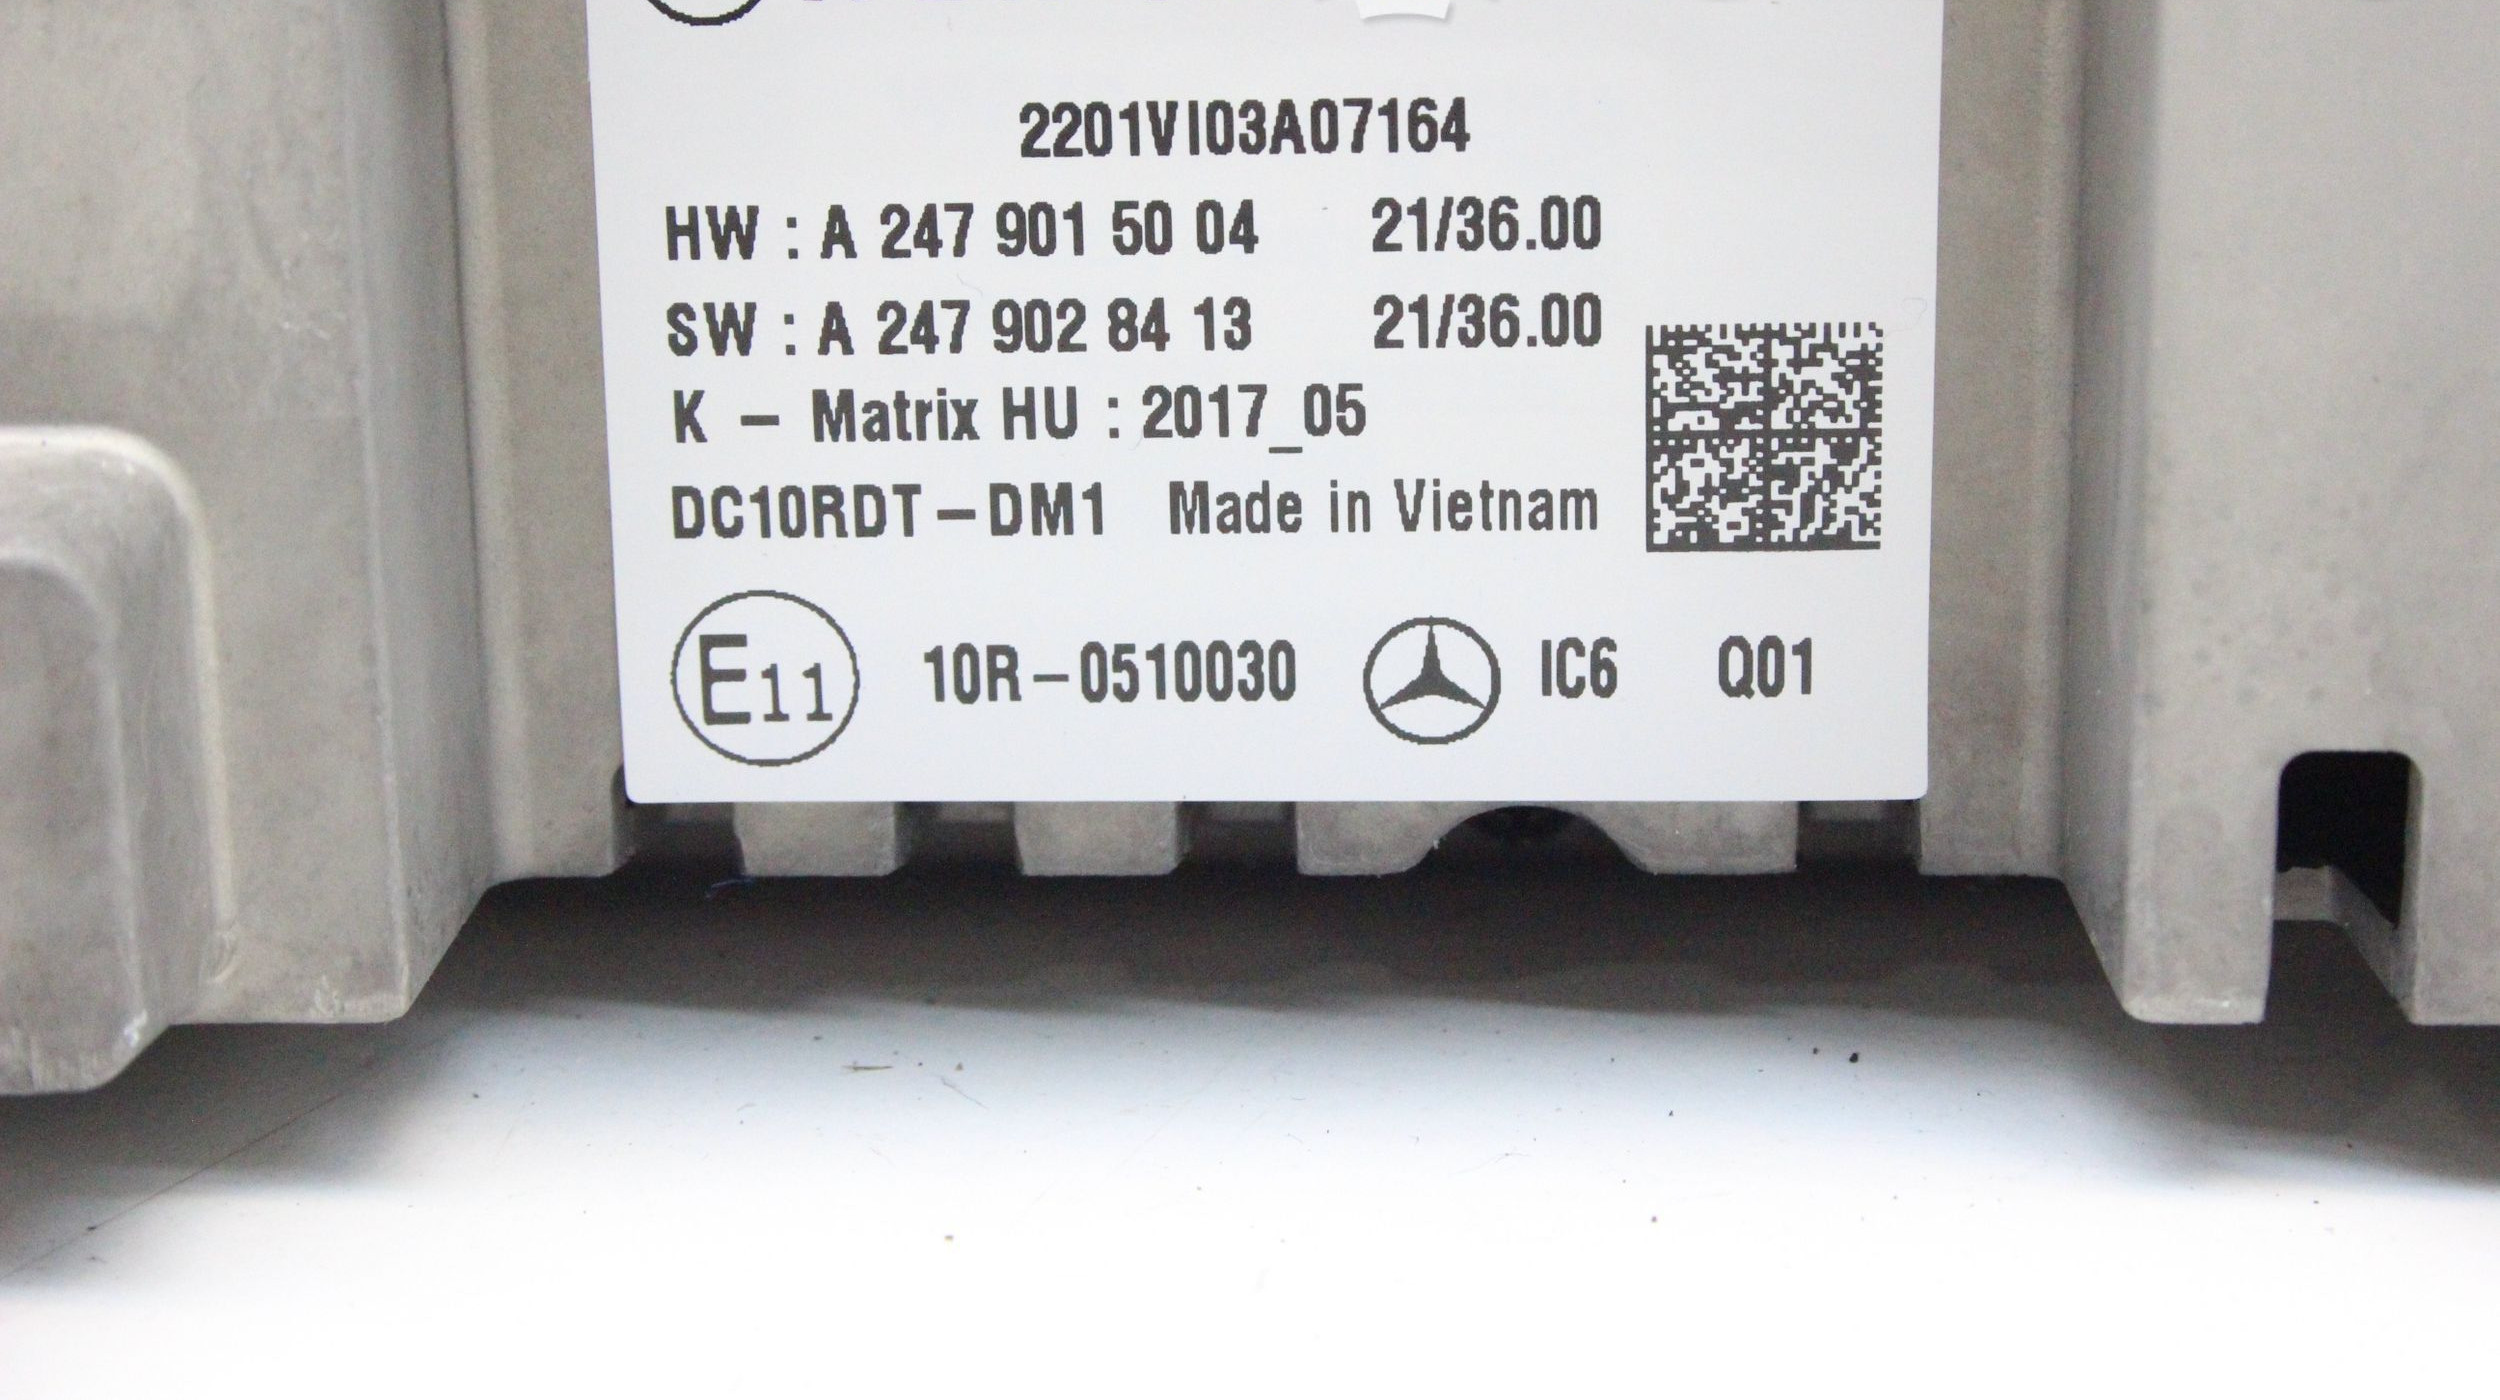 2201VI03A07164
HW : A 247 901 50 04 21/36.00
SW : A 247 902 84 13 21/36.00
K – Matrix HU : 2017_05
DC10RDT–DM1 Made in Vietnam
E11 10R–0510030 IC6 Q01